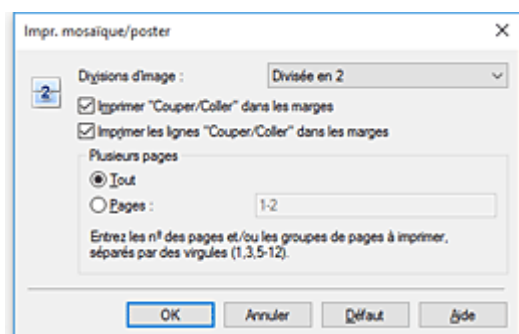 Impr. mosaïque/poster
Divisions d'image :
Divisée en 2
2
Imprimer "Couper/Coller" dans les marges
Imprimer les lignes "Couper/Coller" dans les marges
Plusieurs pages
Tout
Pages :
1-2
Entrez les nº des pages et/ou les groupes de pages à imprimer,
séparés par des virgules (1,3,5-12).
OK
Annuler
Défaut
Aide